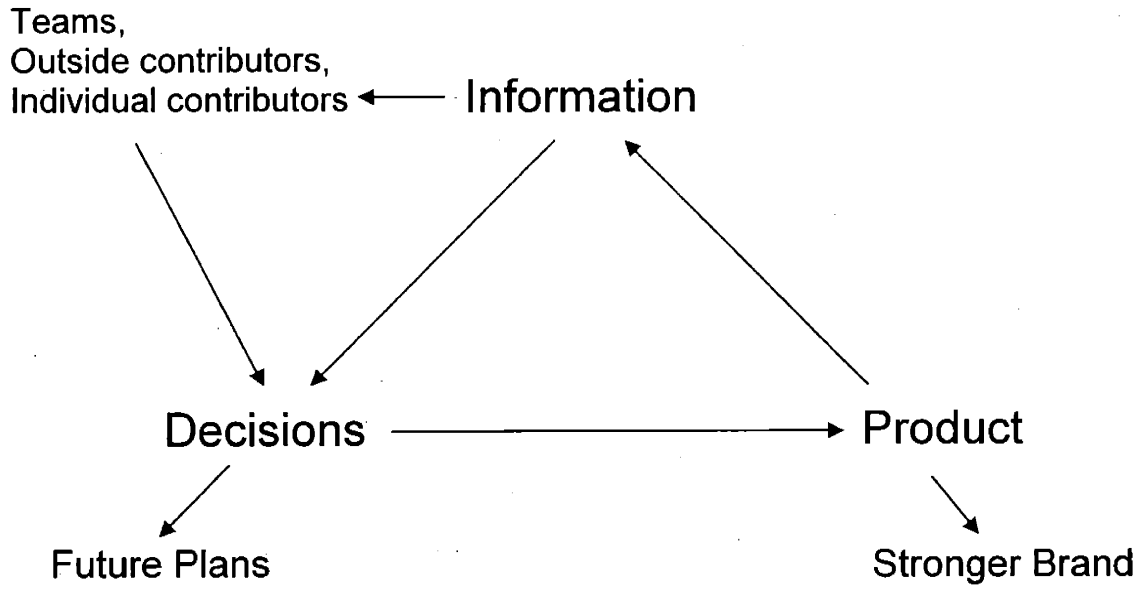 Teams,
Outside contributors,
Individual contributors
Information
Decisions
Product
Future Plans
Stronger Brand